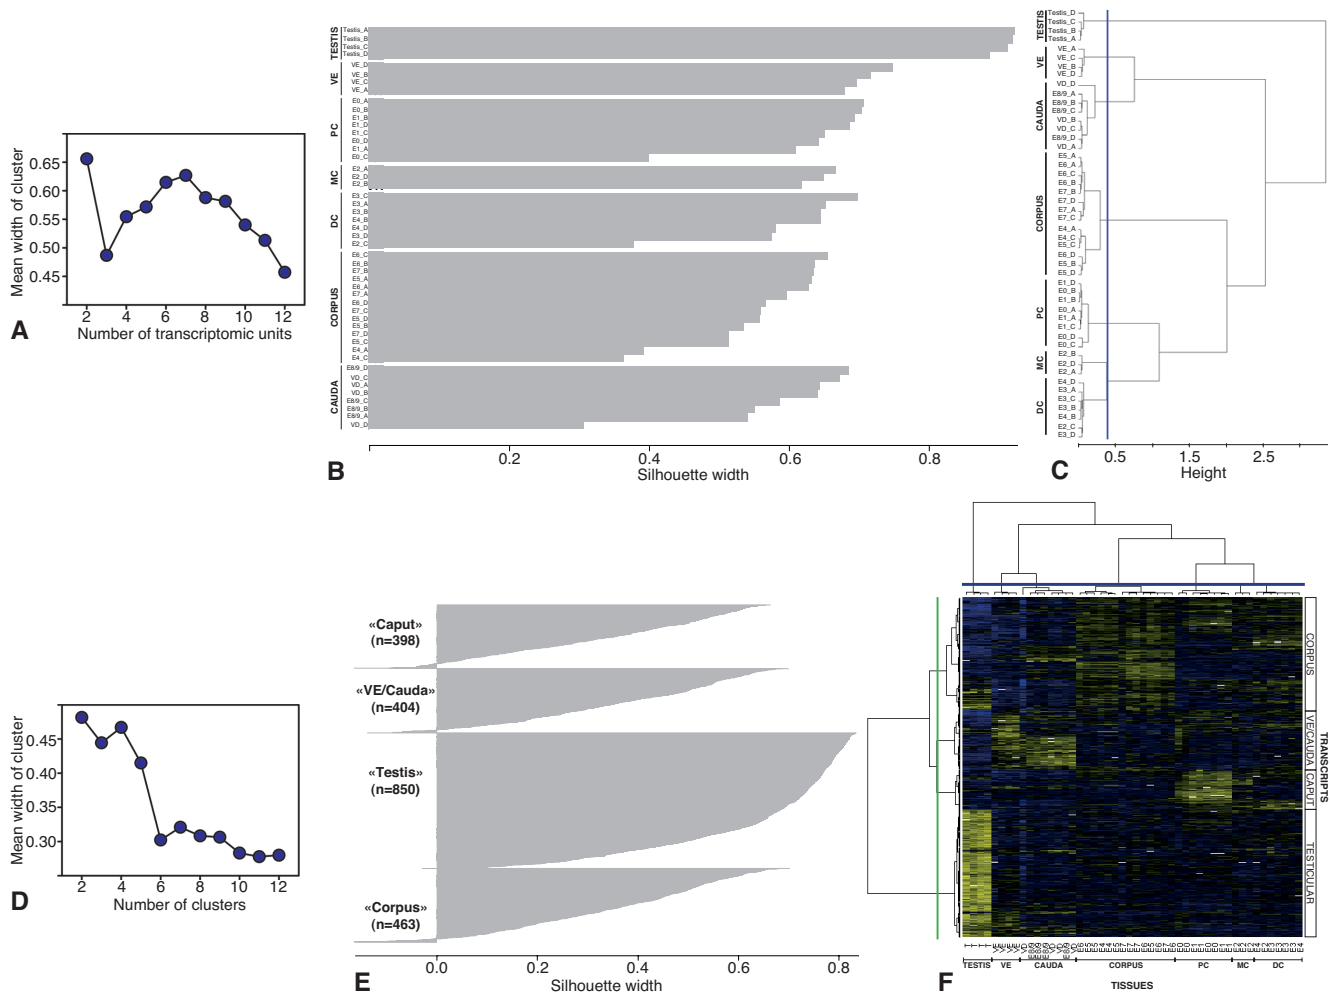 0.65
0.60
0.55
0.50
0.45
Mean width of cluster
2 4 6 8 10 12
Number of transcriptomic units
A
TESTIS
Testis_A
Testis_B
Testis_C
Testis_D
VE
VE_D
VE_B
VE_C
VE_A
PC
E0_A
E0_B
E1_B
E1_D
E1_C
E0_D
E1_A
E0_C
MC
E2_A
E2_D
E2_B
DC
E3_C
E3_A
E3_B
E4_B
E4_D
E3_D
E2_C
CORPUS
E6_C
E6_B
E7_B
E5_A
E6_A
E7_A
E6_D
E7_C
E5_D
E5_B
E7_D
E5_C
E4_A
E4_C
CAUDA
E8/9_D
VD_C
VD_A
VD_B
E8/9_C
E8/9_B
E8/9_A
VD_D
0.2 0.4 0.6 0.8
Silhouette width
B
TESTIS
Testis_D
Testis_C
Testis_B
Testis_A
VE
VE_A
VE_C
VE_B
VE_D
CAUDA
VD_D
E8/9_A
E8/9_B
E8/9_C
VD_B
VD_C
E8/9_D
VD_A
CORPUS
E5_A
E6_A
E6_C
E6_B
E7_B
E7_D
E7_A
E7_C
E4_A
E4_C
E5_C
E6_D
E5_B
E5_D
PC
E1_D
E0_B
E1_B
E0_A
E1_A
E1_C
E0_D
E0_C
MC
E2_B
E2_D
E2_A
DC
E4_D
E3_A
E3_C
E3_B
E4_B
E2_C
E3_D
0.5 1.5 2.5
Height
C
0.45
0.40
0.35
0.30
Mean width of cluster
2 4 6 8 10 12
Number of clusters
D
«Caput»
(n=398)
«VE/Cauda»
(n=404)
«Testis»
(n=850)
«Corpus»
(n=463)
0.0 0.2 0.4 0.6 0.8
Silhouette width
E
CORPUS
VE/CAUDA
CAPUT
TESTICULAR
TRANSCRIPTS
TESTIS VE CAUDA CORPUS PC MC DC
TISSUES
F